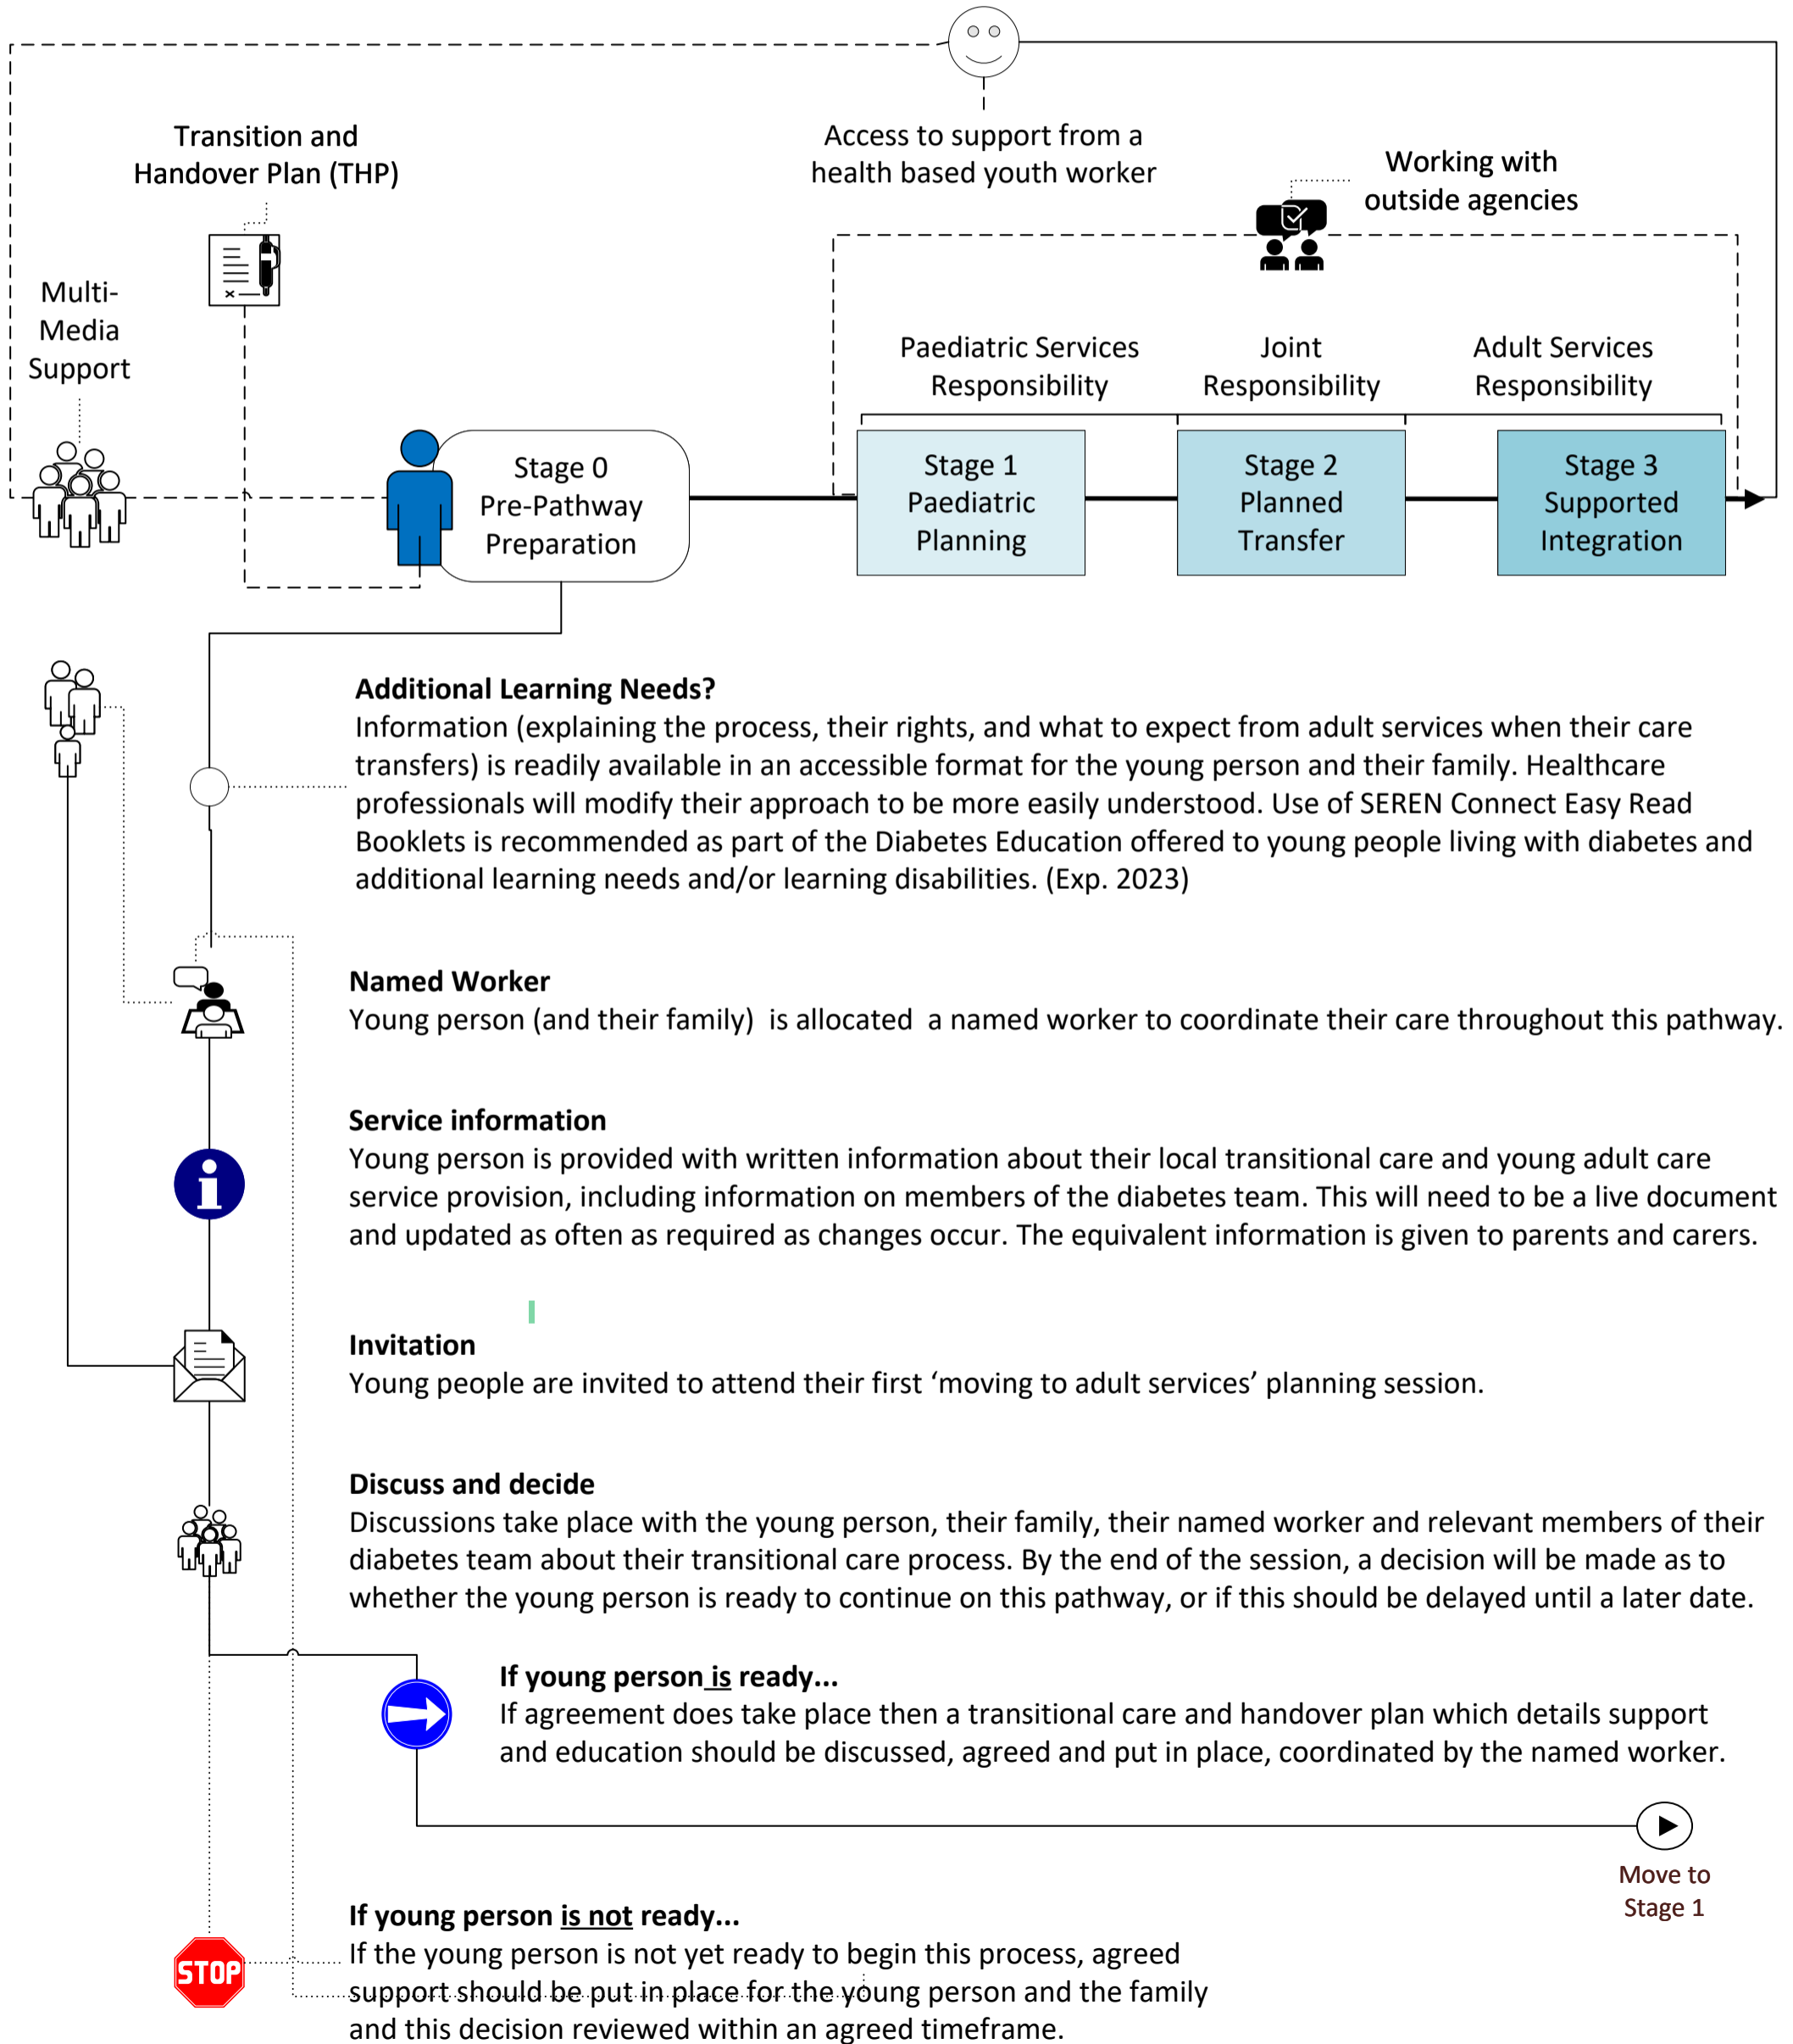 Transition and
Handover Plan (THP)
Access to support from a
health based youth worker
Working with
outside agencies
Multi-
Media
Support
Paediatric Services
Responsibility
Joint
Responsibility
Adult Services
Responsibility
Stage 0
Pre-Pathway
Preparation
Stage 1
Paediatric
Planning
Stage 2
Planned
Transfer
Stage 3
Supported
Integration
Additional Learning Needs?
Information (explaining the process, their rights, and what to expect from adult services when their care
transfers) is readily available in an accessible format for the young person and their family. Healthcare
professionals will modify their approach to be more easily understood. Use of SEREN Connect Easy Read
Booklets is recommended as part of the Diabetes Education offered to young people living with diabetes and
additional learning needs and/or learning disabilities. (Exp. 2023)
Named Worker
Young person (and their family) is allocated a named worker to coordinate their care throughout this pathway.
Service information
Young person is provided with written information about their local transitional care and young adult care
service provision, including information on members of the diabetes team. This will need to be a live document
and updated as often as required as changes occur. The equivalent information is given to parents and carers.
Invitation
Young people are invited to attend their first ‘moving to adult services’ planning session.
Discuss and decide
Discussions take place with the young person, their family, their named worker and relevant members of their
diabetes team about their transitional care process. By the end of the session, a decision will be made as to
whether the young person is ready to continue on this pathway, or if this should be delayed until a later date.
If young person is ready...
If agreement does take place then a transitional care and handover plan which details support
and education should be discussed, agreed and put in place, coordinated by the named worker.
Move to
Stage 1
If young person is not ready...
STOP
If the young person is not yet ready to begin this process, agreed
support should be put in place for the young person and the family
and this decision reviewed within an agreed timeframe.